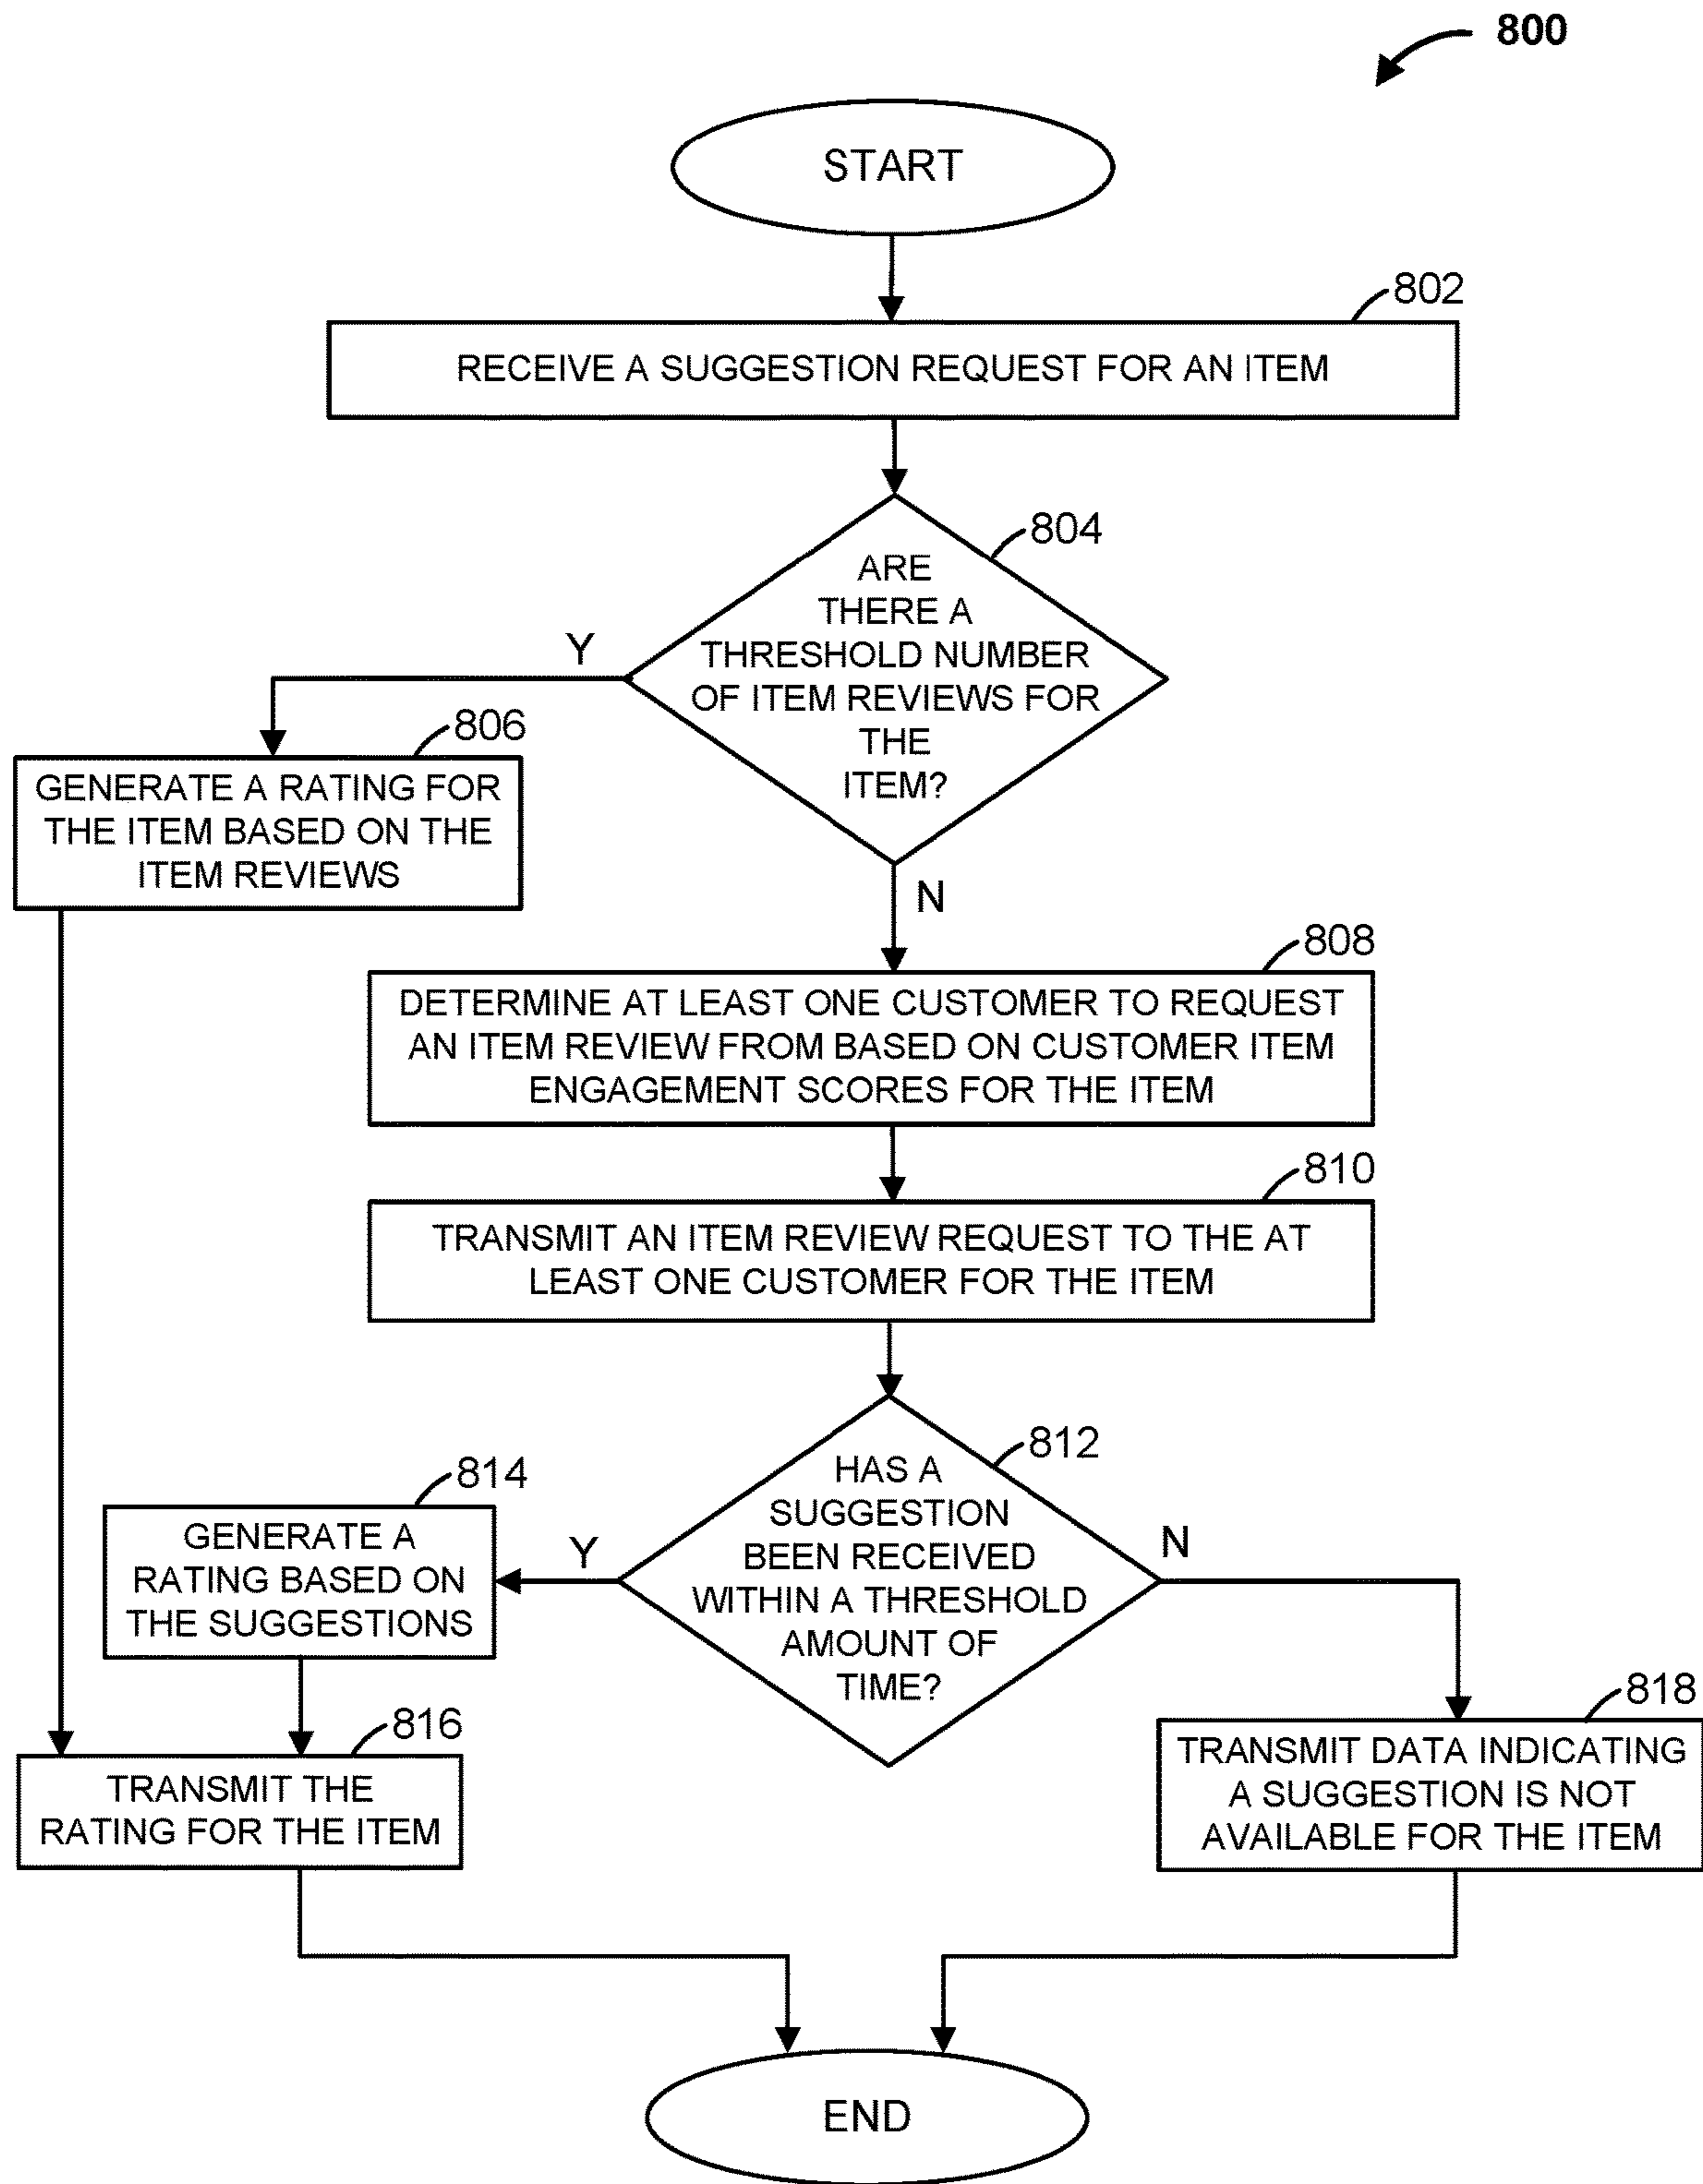 800
START
802
RECEIVE A SUGGESTION REQUEST FOR AN ITEM
804
ARE
THERE A
THRESHOLD NUMBER
OF ITEM REVIEWS FOR
THE
ITEM?
Y
806
GENERATE A RATING FOR
THE ITEM BASED ON THE
ITEM REVIEWS
N
808
DETERMINE AT LEAST ONE CUSTOMER TO REQUEST
AN ITEM REVIEW FROM BASED ON CUSTOMER ITEM
ENGAGEMENT SCORES FOR THE ITEM
810
TRANSMIT AN ITEM REVIEW REQUEST TO THE AT
LEAST ONE CUSTOMER FOR THE ITEM
812
HAS A
SUGGESTION
BEEN RECEIVED
WITHIN A THRESHOLD
AMOUNT OF
TIME?
Y
814
GENERATE A
RATING BASED ON
THE SUGGESTIONS
N
816
TRANSMIT THE
RATING FOR THE ITEM
818
TRANSMIT DATA INDICATING
A SUGGESTION IS NOT
AVAILABLE FOR THE ITEM
END